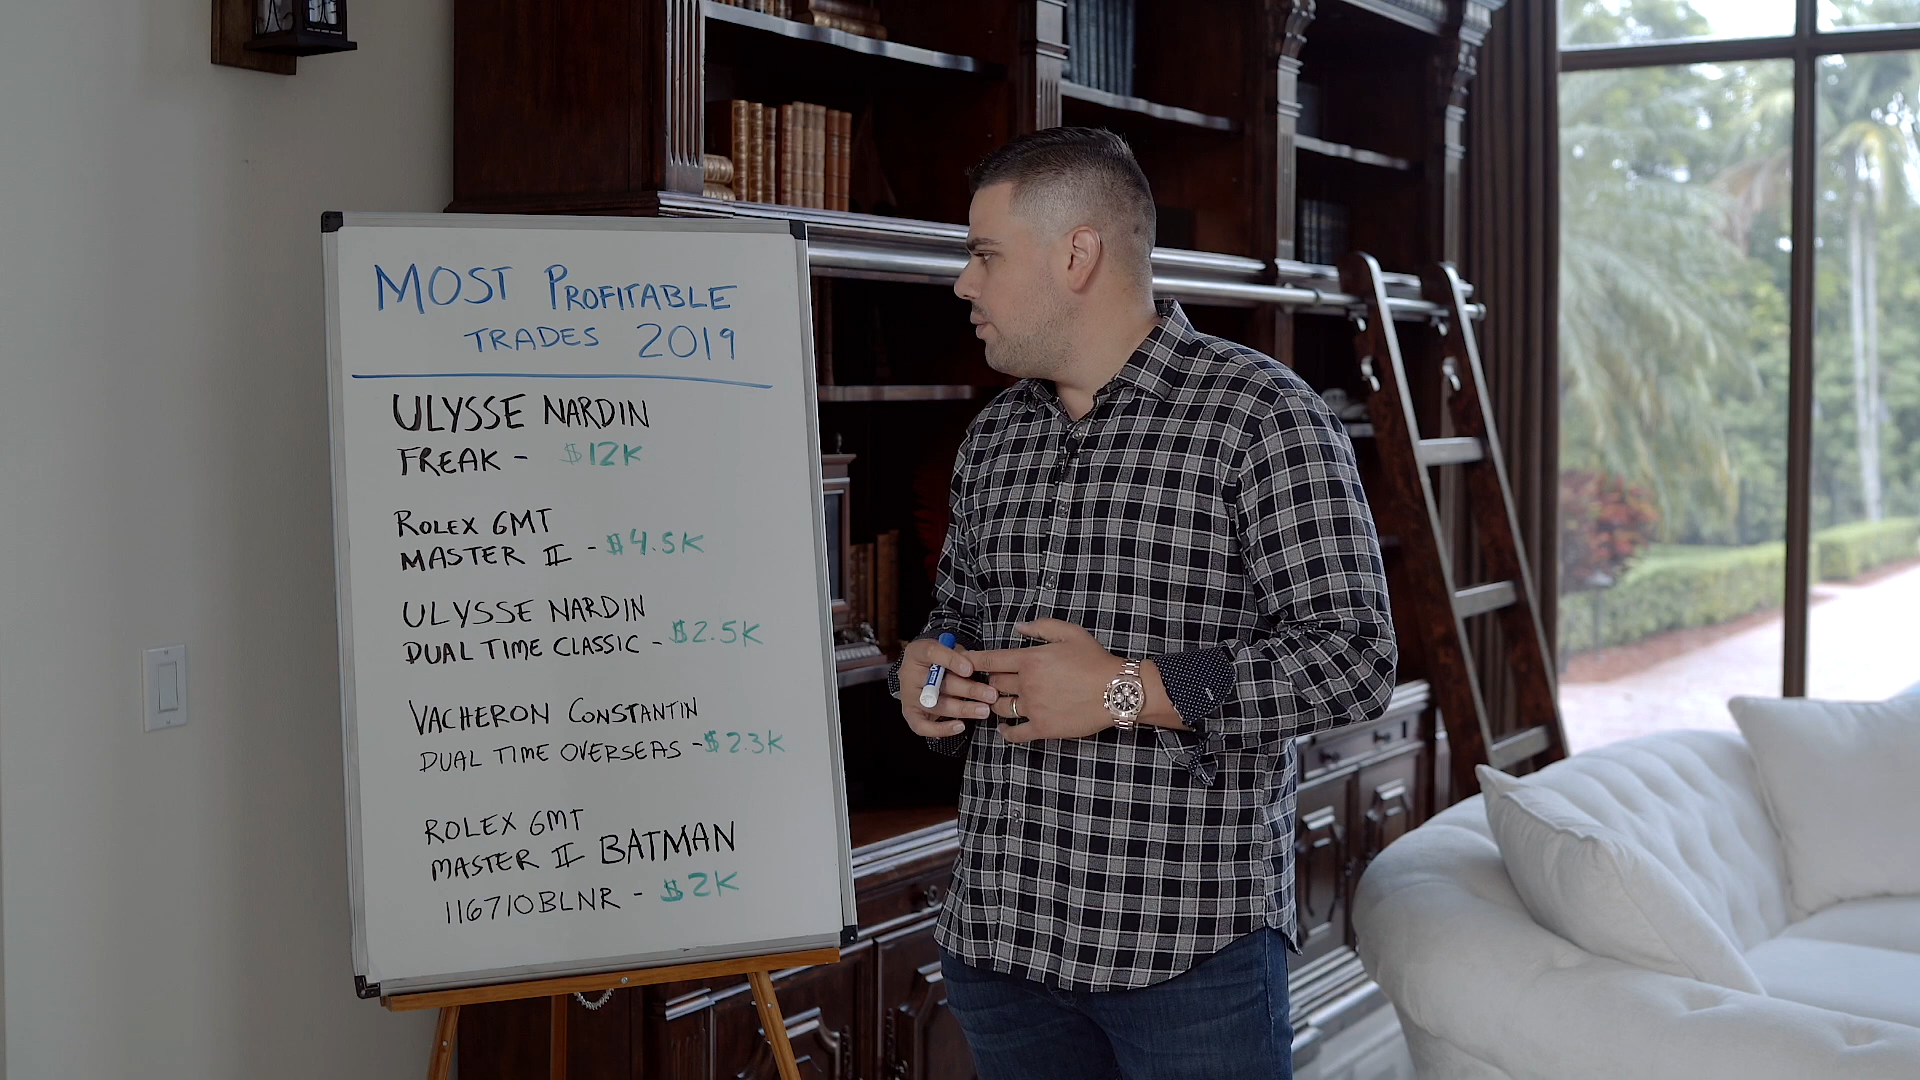 MOST PROFITABLE
TRADES 2019
ULYSSE NARDIN
FREAK - $12K
ROLEX GMT
MASTER II - $4.5K
ULYSSE NARDIN
DUAL TIME CLASSIC - $2.5K
VACHERON CONSTANTIN
DUAL TIME OVERSEAS - $2.3K
ROLEX GMT
MASTER II BATMAN
116710BLNR - $2K